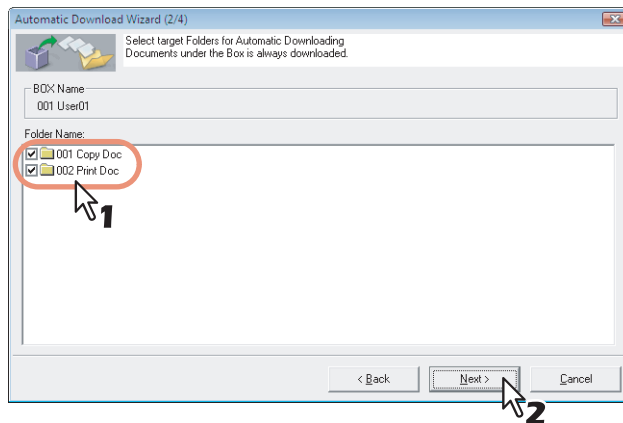 Automatic Download Wizard (2/4)
Select target Folders for Automatic Downloading
Documents under the Box is always downloaded.
BOX Name
001 User01
Folder Name:
001 Copy Doc
002 Print Doc
1
< Back
Next >
Cancel
2